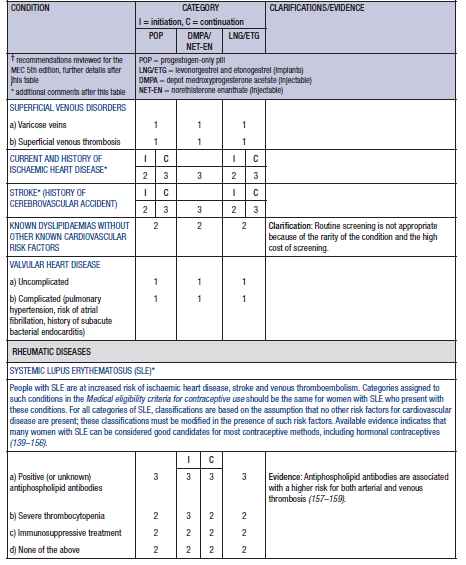 CONDITION
CATEGORY
I = initiation, C = continuation
CLARIFICATIONS/EVIDENCE
POP
DMPA/
NET-EN
LNG/ETG
† recommendations reviewed for the
MEC 5th edition, further details after
this table
* additional comments after this table
POP = progestogen-only pill
LNG/ETG = levonorgestrel and etonogestrel (implants)
DMPA = depot medroxyprogesterone acetate (injectable)
NET-EN = norethisterone enanthate (injectable)
SUPERFICIAL VENOUS DISORDERS
a) Varicose veins 1 1 1
b) Superficial venous thrombosis 1 1 1
CURRENT AND HISTORY OF
ISCHAEMIC HEART DISEASE*
I C I C
2 3 3 2 3
STROKE* (HISTORY OF
CEREBROVASCULAR ACCIDENT)
I C I C
2 3 3 2 3
KNOWN DYSLIPIDAEMIAS WITHOUT
OTHER KNOWN CARDIOVASCULAR
RISK FACTORS
2 2 2
Clarification: Routine screening is not appropriate
because of the rarity of the condition and the high
cost of screening.
VALVULAR HEART DISEASE
a) Uncomplicated 1 1 1
b) Complicated (pulmonary 1 1 1
hypertension, risk of atrial
fibrillation, history of subacute
bacterial endocarditis)
RHEUMATIC DISEASES
SYSTEMIC LUPUS ERYTHEMATOSUS (SLE)*
People with SLE are at increased risk of ischaemic heart disease, stroke and venous thromboembolism. Categories assigned to
such conditions in the Medical eligibility criteria for contraceptive use should be the same for women with SLE who present with
these conditions. For all categories of SLE, classifications are based on the assumption that no other risk factors for cardiovascular
disease are present; these classifications must be modified in the presence of such risk factors. Available evidence indicates that
many women with SLE can be considered good candidates for most contraceptive methods, including hormonal contraceptives
(139–156).
I C
a) Positive (or unknown) 3 3 3 3
antiphospholipid antibodies
Evidence: Antiphospholipid antibodies are associated
with a higher risk for both arterial and venous
thrombosis (157–159).
b) Severe thrombocytopenia 2 3 2 2
c) Immunosuppressive treatment 2 2 2 2
d) None of the above 2 2 2 2